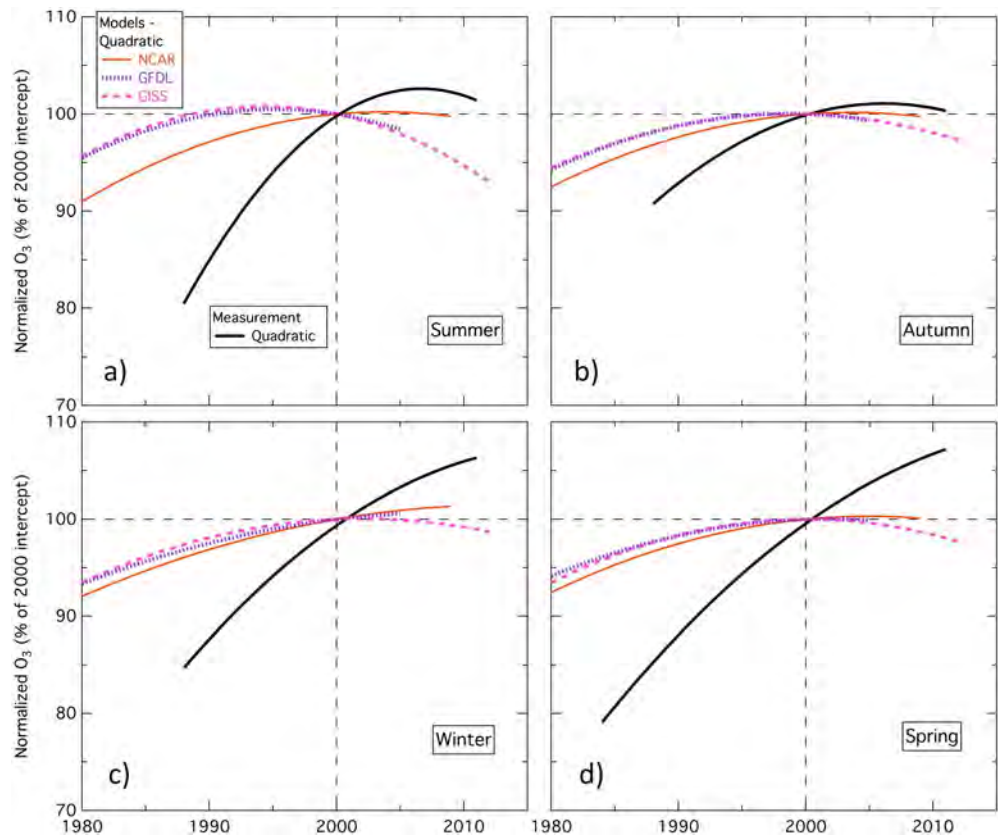 110
100
90
80
70
Normalized O3 (% of 2000 intercept)
Models -
Quadratic
NCAR
GFDL
GISS
Measurement
Quadratic
Summer
a)
Autumn
b)
110
100
90
80
70
Normalized O3 (% of 2000 intercept)
Winter
c)
1980
1990
2000
2010
Spring
d)
1980
1990
2000
2010